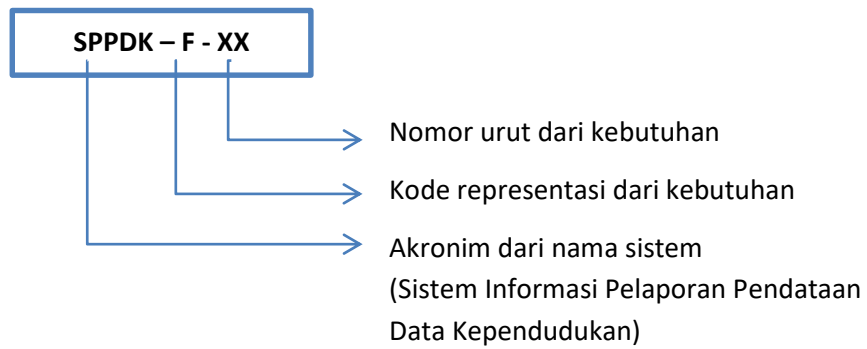 SPPDK – F - XX
Nomor urut dari kebutuhan
Kode representasi dari kebutuhan
Akronim dari nama sistem
(Sistem Informasi Pelaporan Pendataan
Data Kependudukan)